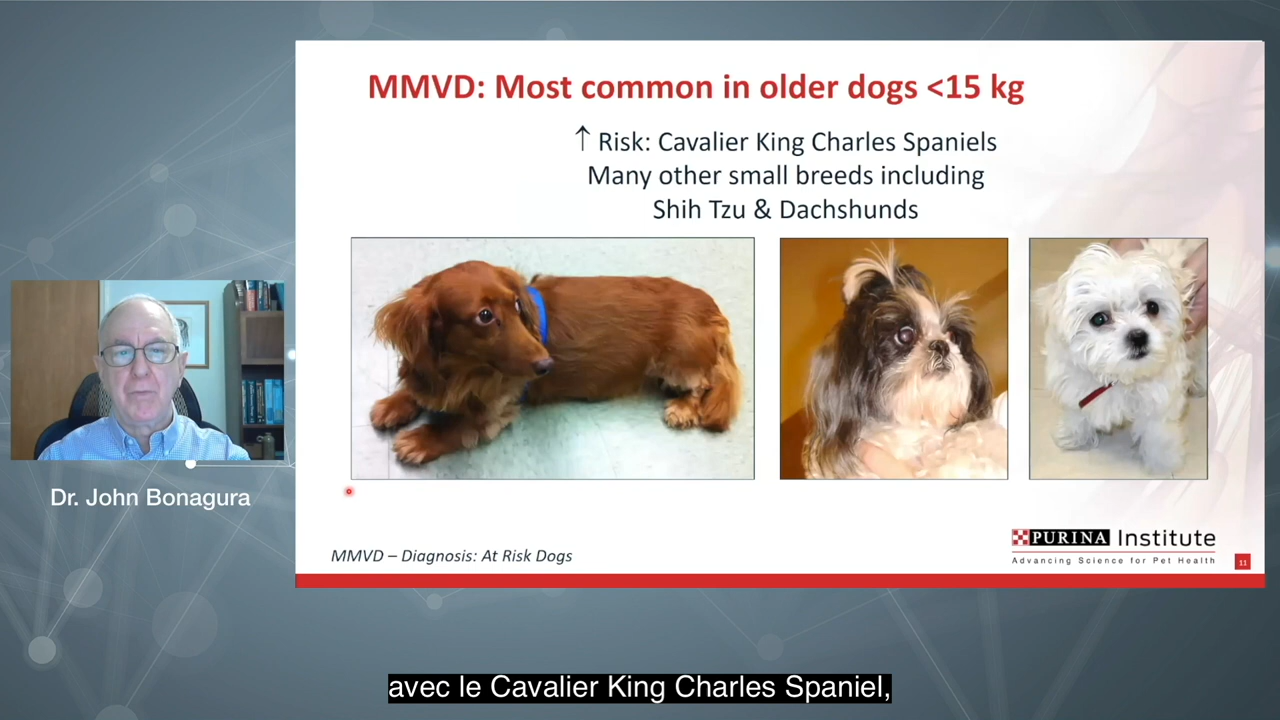 MMVD: Most common in older dogs <15 kg
↑ Risk: Cavalier King Charles Spaniels
Many other small breeds including
Shih Tzu & Dachshunds
Dr. John Bonagura
MMVD – Diagnosis: At Risk Dogs
PURINA Institute
Advancing Science for Pet Health
11
avec le Cavalier King Charles Spaniel,